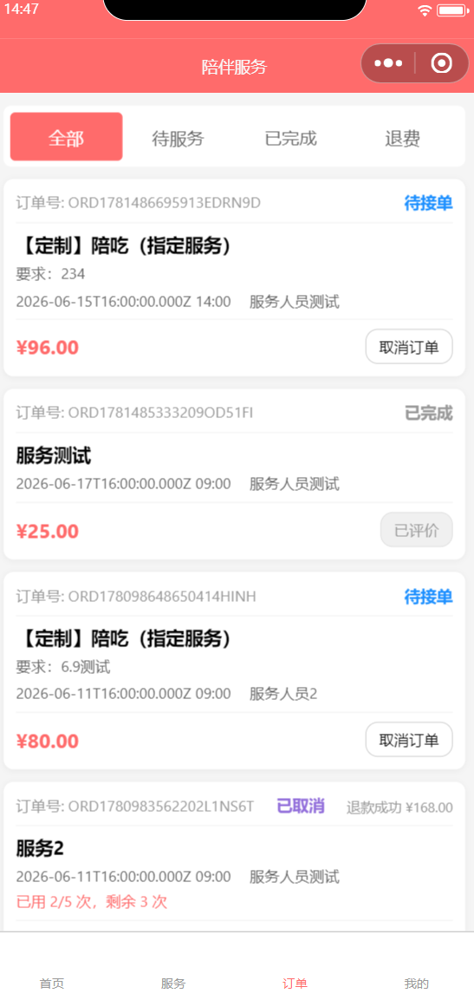 14:47
陪伴服务
全部 待服务 已完成 退费
订单号: ORD1781486695913EDRN9D 待接单
【定制】陪吃（指定服务）
要求：234
2026-06-15T16:00:00.000Z 14:00 服务人员测试
¥96.00 取消订单
订单号: ORD1781485333209OD51FI 已完成
服务测试
2026-06-17T16:00:00.000Z 09:00 服务人员测试
¥25.00 已评价
订单号: ORD178098648650414HINH 待接单
【定制】陪吃（指定服务）
要求：6.9测试
2026-06-11T16:00:00.000Z 09:00 服务人员2
¥80.00 取消订单
订单号: ORD1780983562202L1NS6T 已取消 退款成功 ¥168.00
服务2
2026-06-11T16:00:00.000Z 09:00 服务人员测试
已用 2/5 次，剩余 3 次
首页 服务 订单 我的